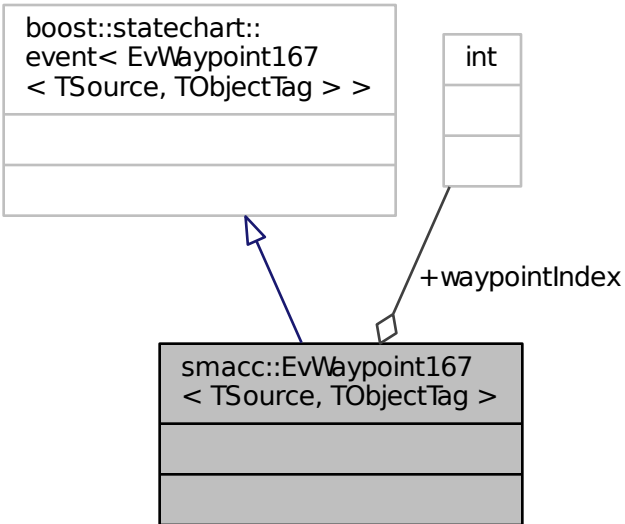 boost::statechart::
event< EvWaypoint167
< TSource, TObjectTag > >
int
+waypointIndex
smacc::EvWaypoint167
< TSource, TObjectTag >